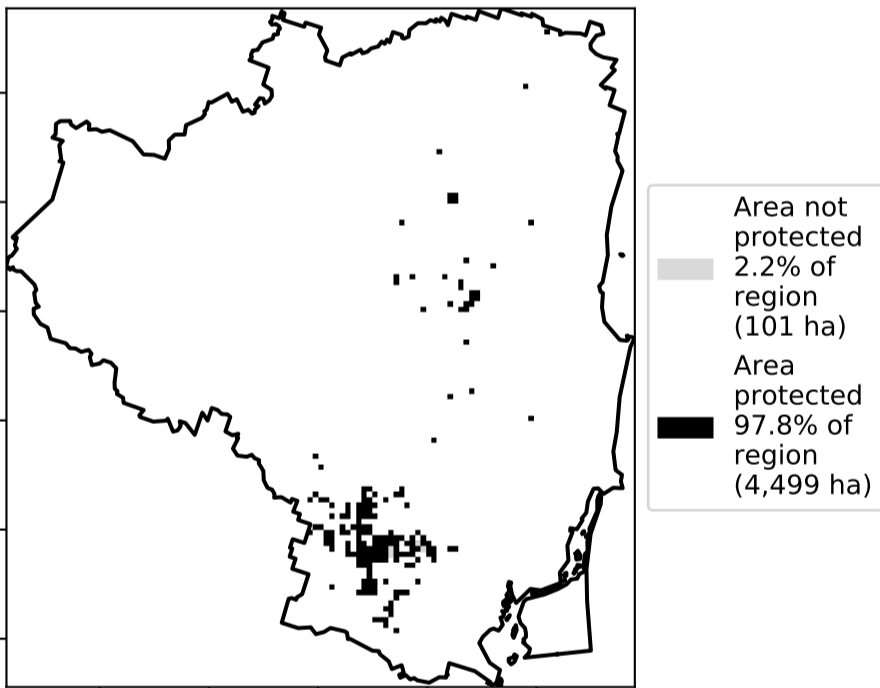 Area not
protected
2.2% of
region
(101 ha)
Area
protected
97.8% of
region
(4,499 ha)